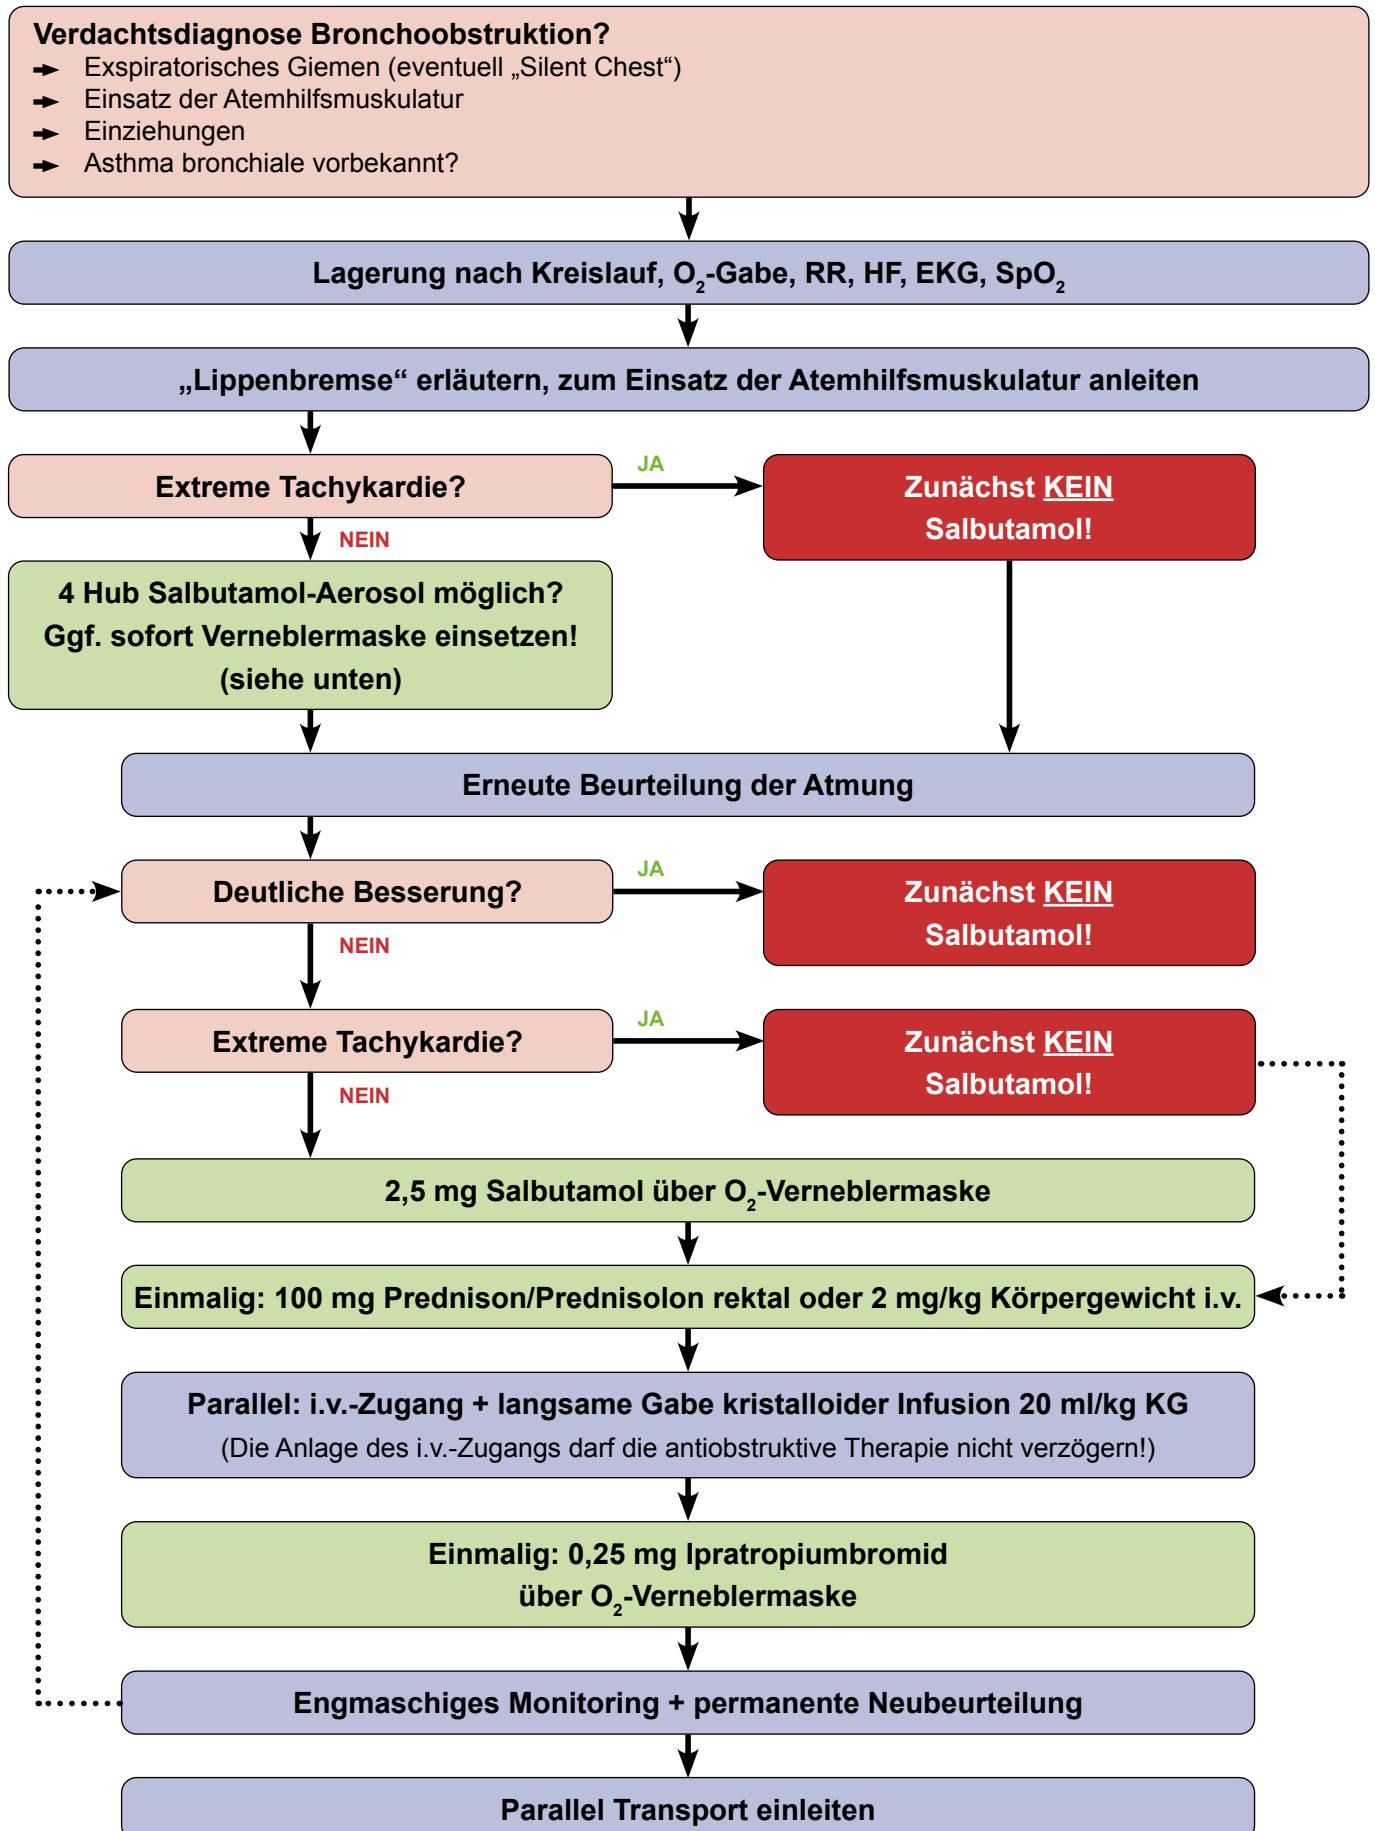 Verdachtsdiagnose Bronchoobstruktion?
➔ Exspiratorisches Giemen (eventuell „Silent Chest“)
➔ Einsatz der Atemhilfsmuskulatur
➔ Einziehungen
➔ Asthma bronchiale vorbekannt?
Lagerung nach Kreislauf, O₂-Gabe, RR, HF, EKG, SpO₂
„Lippenbremse“ erläutern, zum Einsatz der Atemhilfsmuskulatur anleiten
Extreme Tachykardie?
JA
Zunächst KEIN
Salbutamol!
NEIN
4 Hub Salbutamol-Aerosol möglich?
Ggf. sofort Verneblermaske einsetzen!
(siehe unten)
Erneute Beurteilung der Atmung
Deutliche Besserung?
JA
Zunächst KEIN
Salbutamol!
NEIN
Extreme Tachykardie?
JA
Zunächst KEIN
Salbutamol!
NEIN
2,5 mg Salbutamol über O₂-Verneblermaske
Einmalig: 100 mg Prednison/Prednisolon rektal oder 2 mg/kg Körpergewicht i.v.
Parallel: i.v.-Zugang + langsame Gabe kristalloider Infusion 20 ml/kg KG
(Die Anlage des i.v.-Zugangs darf die antiobstruktive Therapie nicht verzögern!)
Einmalig: 0,25 mg Ipratropiumbromid
über O₂-Verneblermaske
Engmaschiges Monitoring + permanente Neubeurteilung
Parallel Transport einleiten